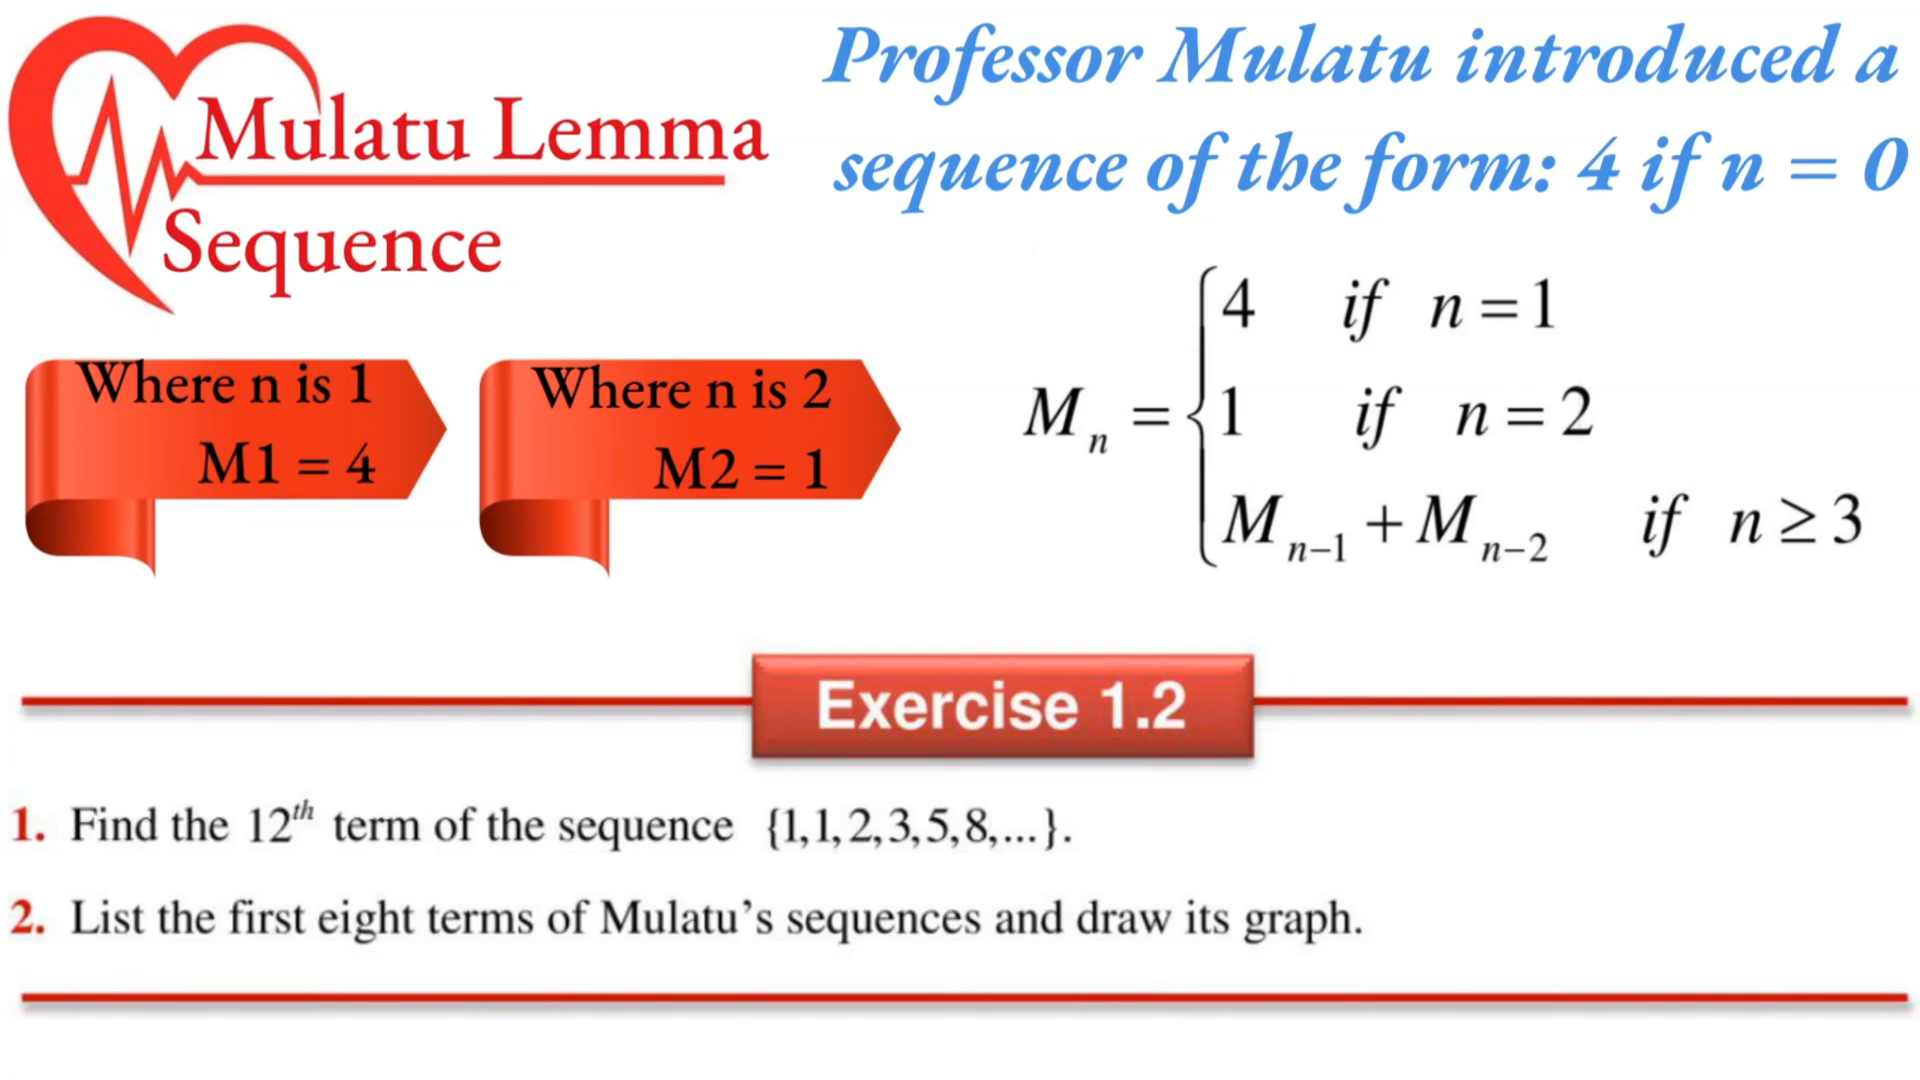 Mulatu Lemma
Sequence
Professor Mulatu introduced a
sequence of the form: 4 if n = 0
Where n is 1
M1 = 4
Where n is 2
M2 = 1
4 if n = 1
M_n = { 1 if n = 2
M_{n-1} + M_{n-2} if n ≥ 3
Exercise 1.2
1. Find the 12^{th} term of the sequence {1,1,2,3,5,8,...}.
2. List the first eight terms of Mulatu's sequences and draw its graph.